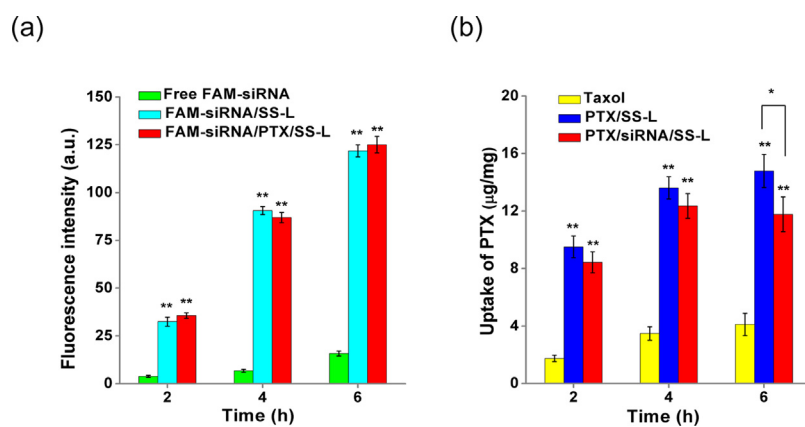 (a)
Free FAM-siRNA
FAM-siRNA/SS-L
FAM-siRNA/PTX/SS-L
Fluorescence intensity (a.u.)
150
125
100
75
50
25
0
** **
** **
** **
2 4 6
Time (h)
(b)
Taxol
PTX/SS-L
PTX/siRNA/SS-L
Uptake of PTX (μg/mg)
20
16
12
8
4
0
** **
** **
*
** **
2 4 6
Time (h)